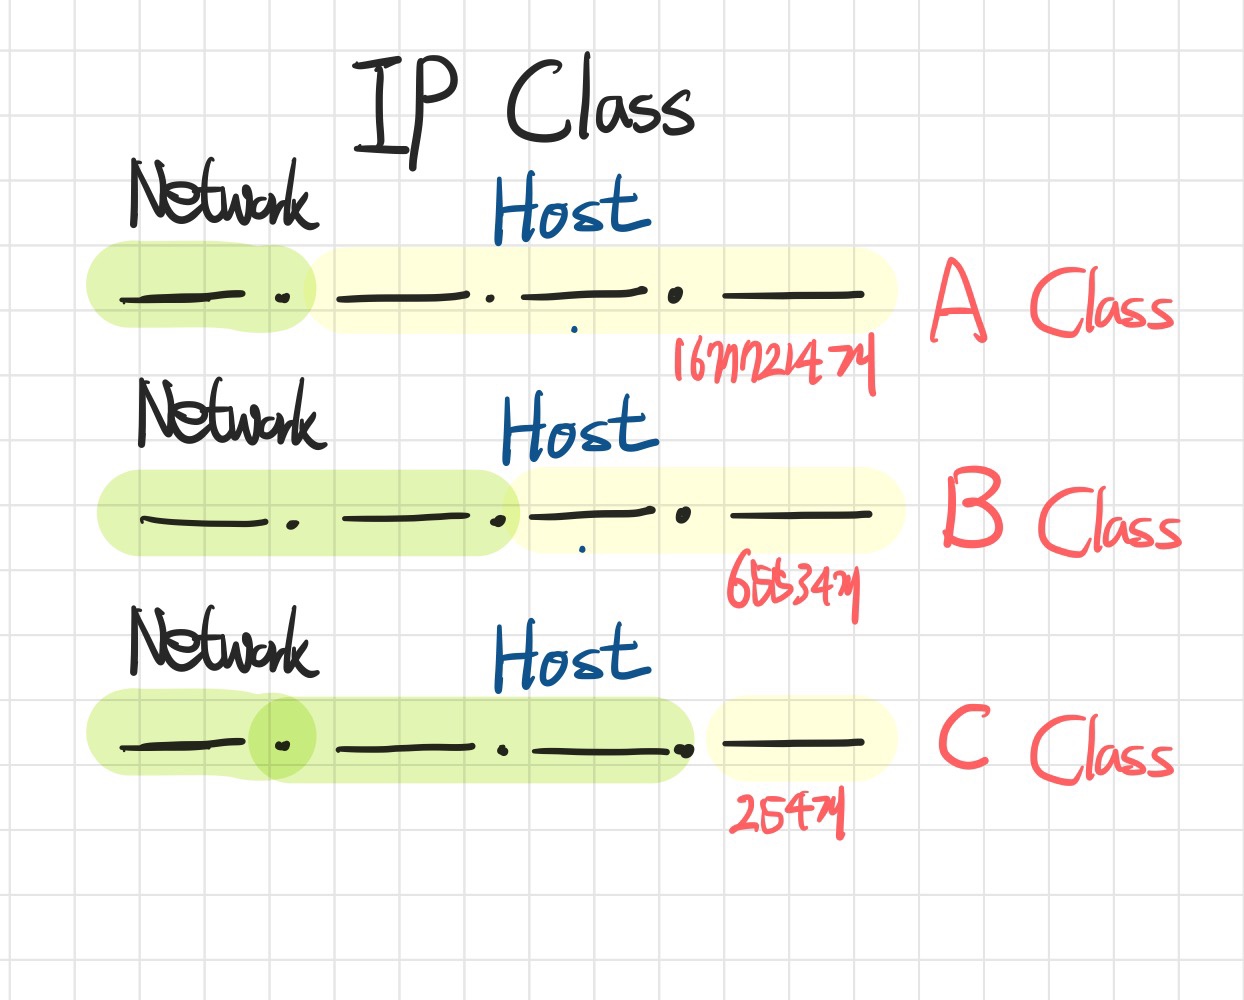 IP Class
Network Host
A Class
16777214개
Network Host
B Class
65534개
Network Host
C Class
254개